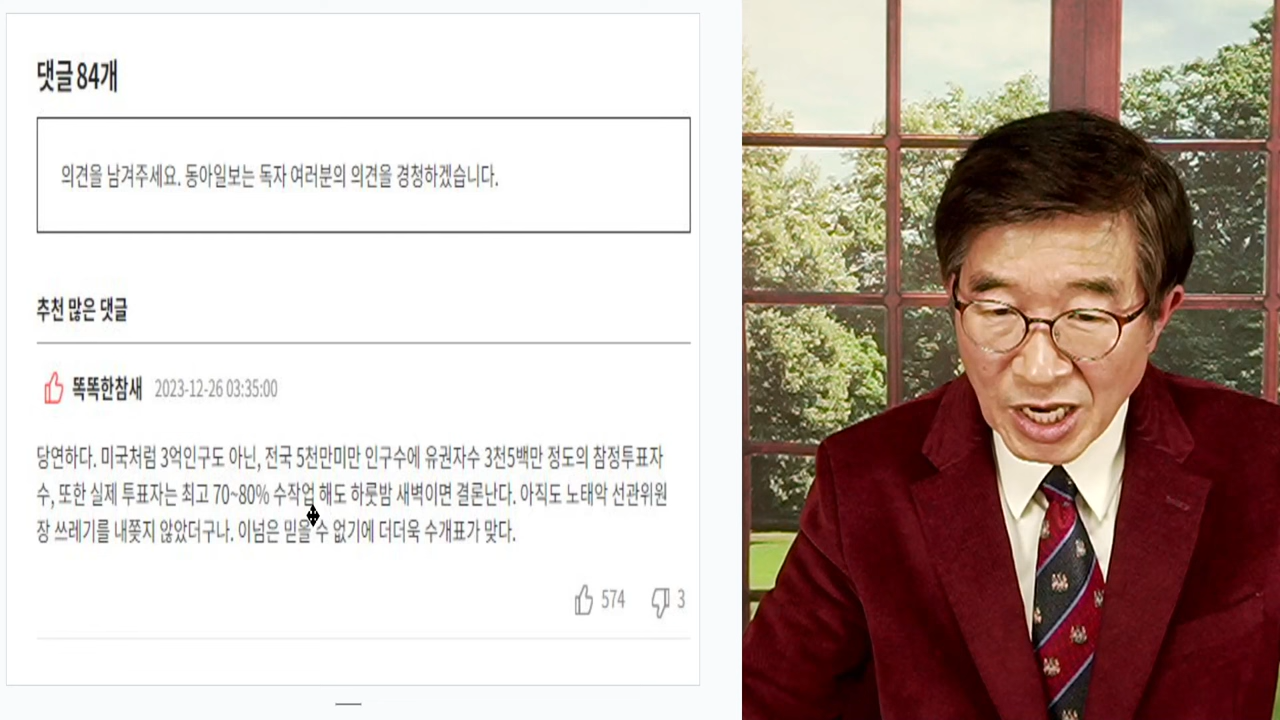 댓글 84개
의견을 남겨주세요. 동아일보는 독자 여러분의 의견을 경청하겠습니다.
추천 많은 댓글
똑똑한참새 2023-12-26 03:35:00
당연하다. 미국처럼 3억인구도 아닌, 전국 5천만미만 인구수에 유권자수 3천5백만 정도의 참정투표자
수, 또한 실제 투표자는 최고 70~80% 수작업 해도 하룻밤 새벽이면 결론난다. 아직도 노태악 선관위원
장 쓰레기를 내쫒지 않았더구나. 이넘은 믿을 수 없기에 더더욱 수개표가 맞다.
574 3